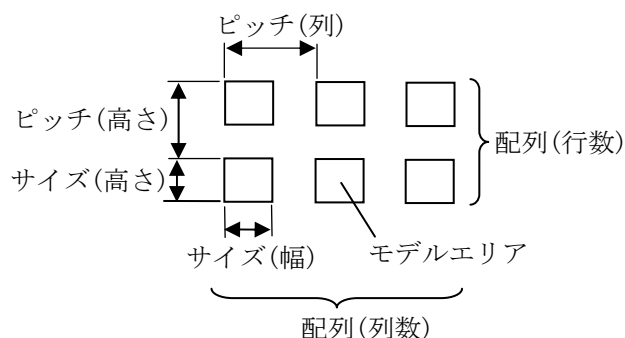 ピッチ(列)
ピッチ(高さ)
配列(行数)
サイズ(高さ)
サイズ(幅)
モデルエリア
配列(列数)